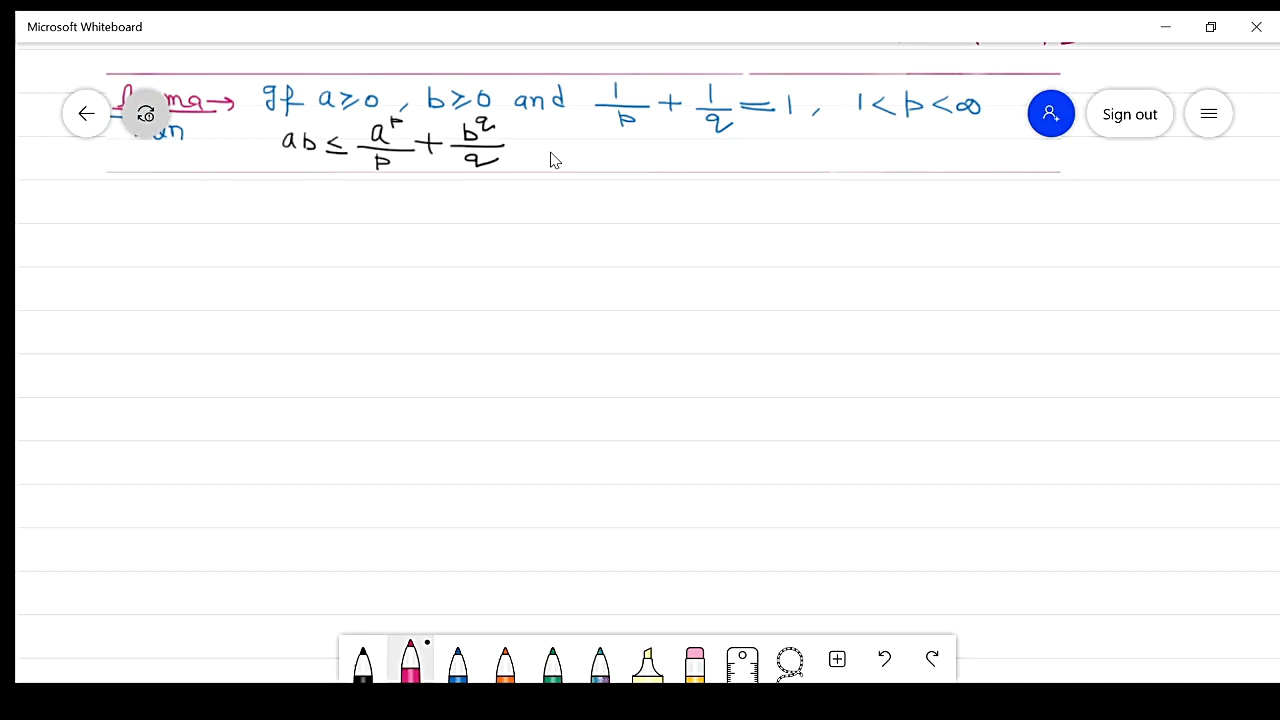 Microsoft Whiteboard
If a ≥ 0 , b ≥ 0 and 1/p + 1/q = 1 , 1 < p < ∞
ab ≤ a^p/p + b^q/q
Sign out